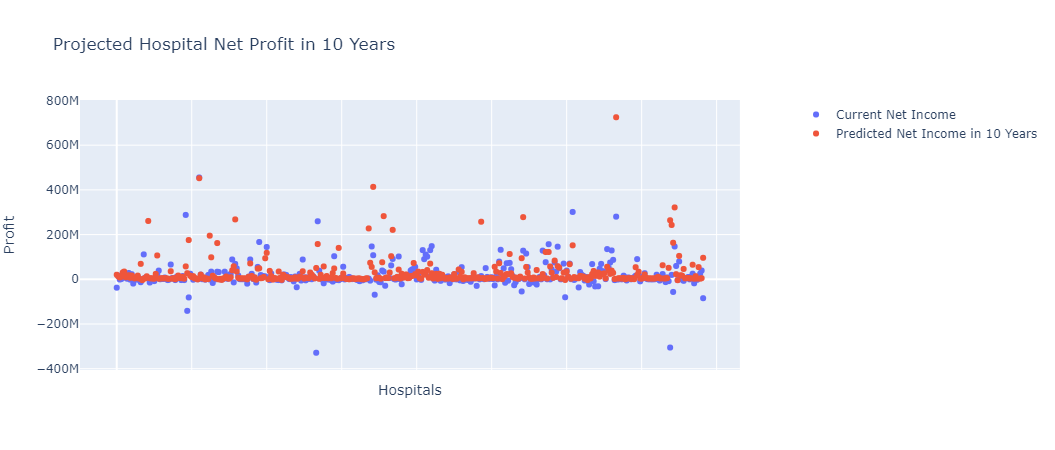 Projected Hospital Net Profit in 10 Years
800M
600M
400M
200M
0
−200M
−400M
Profit
Hospitals
Current Net Income
Predicted Net Income in 10 Years